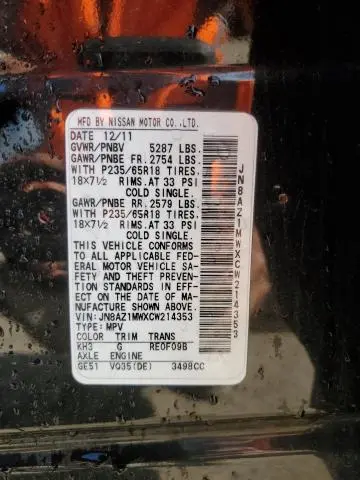 MFD BY NISSAN MOTOR CO.,LTD.
DATE 12/11
GVWR/PNBV 5287 LBS.
GAWR/PNBE FR. 2754 LBS.
WITH P235/65R18 TIRES.
18X7½ RIMS. AT 33 PSI
COLD SINGLE.
GAWR/PNBE RR. 2579 LBS.
WITH P235/65R18 TIRES.
18X7½ RIMS. AT 33 PSI
COLD SINGLE.
THIS VEHICLE CONFORMS
TO ALL APPLICABLE FED-
ERAL MOTOR VEHICLE SA-
FETY AND THEFT PREVEN-
TION STANDARDS IN EFF-
ECT ON THE DATE OF MA-
NUFACTURE SHOWN ABOVE.
VIN: JN8AZ1MWXCW214353
TYPE: MPV
COLOR TRIM TRANS
KH3 G RE0F09B
AXLE ENGINE
GE51 VQ35(DE) 3498CC
JN8AZ1MWXCW214353